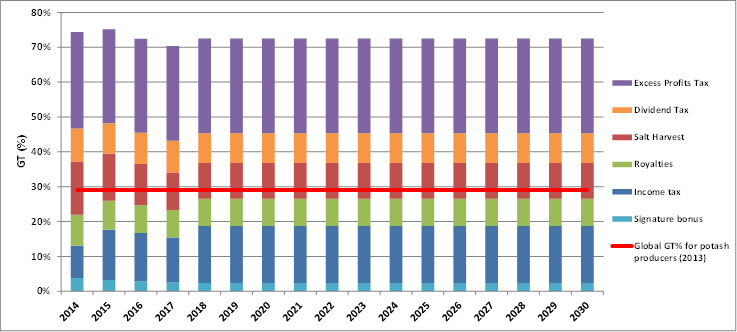 80%
70%
60%
50%
40%
30%
20%
10%
0%
GT (%)
2014 2015 2016 2017 2018 2019 2020 2021 2022 2023 2024 2025 2026 2027 2028 2029 2030
Excess Profits Tax
Dividend Tax
Salt Harvest
Royalties
Income tax
Signature bonus
Global GT% for potash
producers (2013)